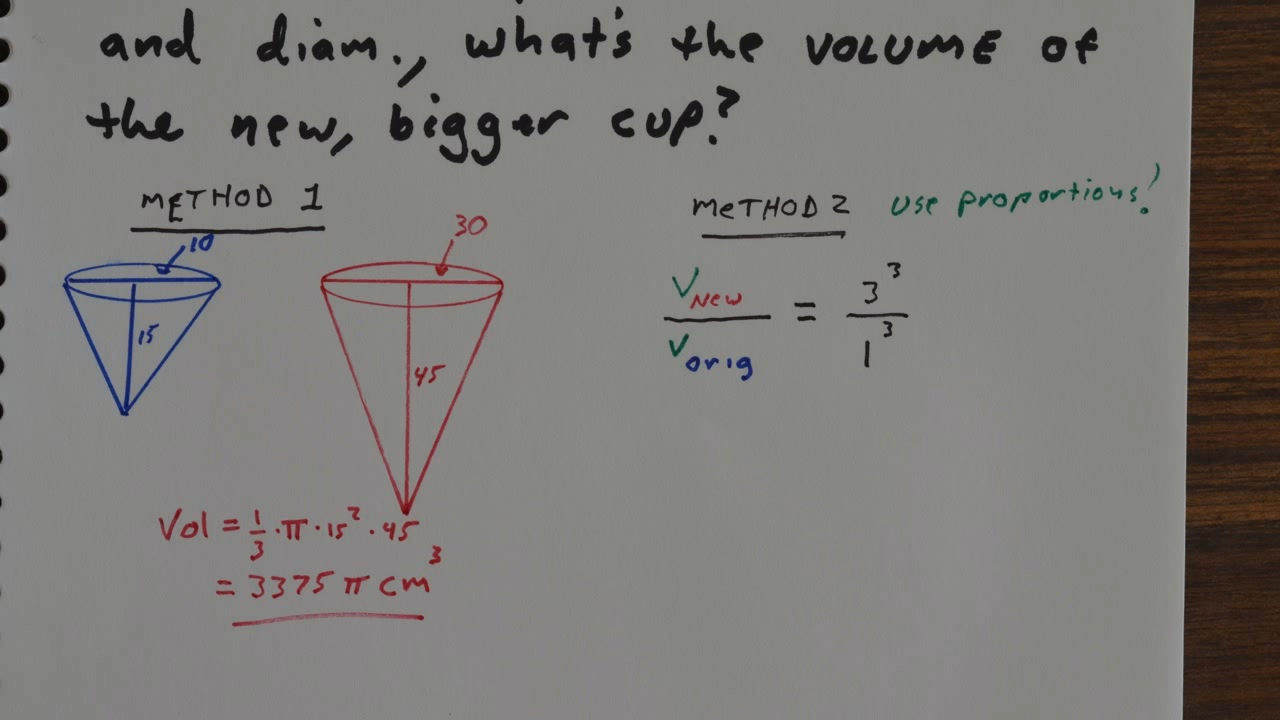 and diam., what's the VOLUME of
the new, bigger cup?
METHOD 1
10
15
30
45
Vol = 1/3 · π · 15² · 45
= 3375 π cm³
METHOD 2 use proportions!
V New / V orig = 3³ / 1³